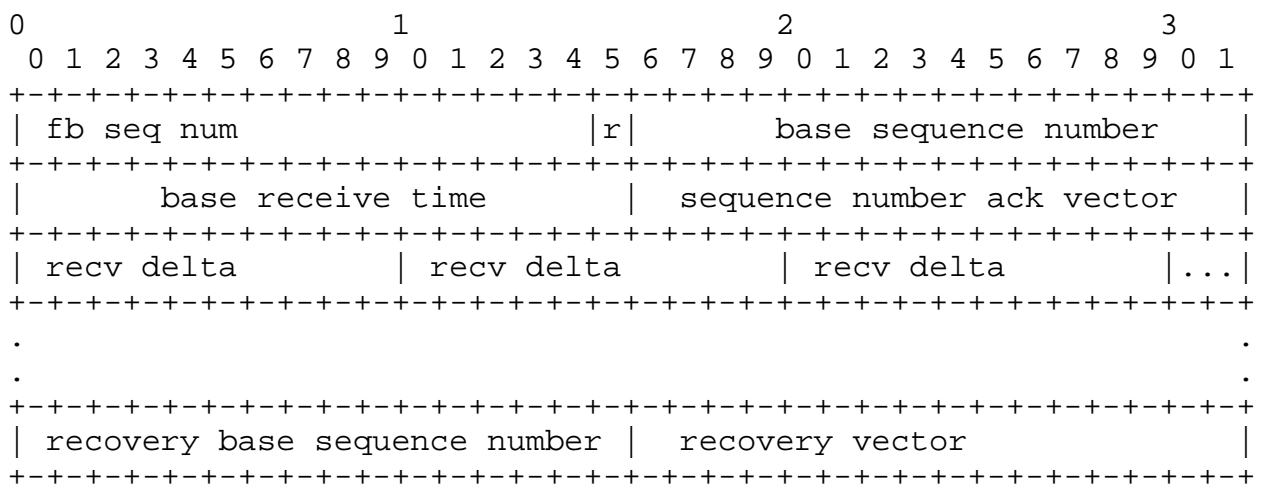 0                   1                   2                   3
 0 1 2 3 4 5 6 7 8 9 0 1 2 3 4 5 6 7 8 9 0 1 2 3 4 5 6 7 8 9 0 1
+-+-+-+-+-+-+-+-+-+-+-+-+-+-+-+-+-+-+-+-+-+-+-+-+-+-+-+-+-+-+-+-+
| fb seq num                  |r|       base sequence number    |
+-+-+-+-+-+-+-+-+-+-+-+-+-+-+-+-+-+-+-+-+-+-+-+-+-+-+-+-+-+-+-+-+
|       base receive time       |  sequence number ack vector   |
+-+-+-+-+-+-+-+-+-+-+-+-+-+-+-+-+-+-+-+-+-+-+-+-+-+-+-+-+-+-+-+-+
| recv delta        | recv delta        | recv delta        |...|
+-+-+-+-+-+-+-+-+-+-+-+-+-+-+-+-+-+-+-+-+-+-+-+-+-+-+-+-+-+-+-+-+
.                                                               .
.                                                               .
+-+-+-+-+-+-+-+-+-+-+-+-+-+-+-+-+-+-+-+-+-+-+-+-+-+-+-+-+-+-+-+-+
| recovery base sequence number |  recovery vector              |
+-+-+-+-+-+-+-+-+-+-+-+-+-+-+-+-+-+-+-+-+-+-+-+-+-+-+-+-+-+-+-+-+